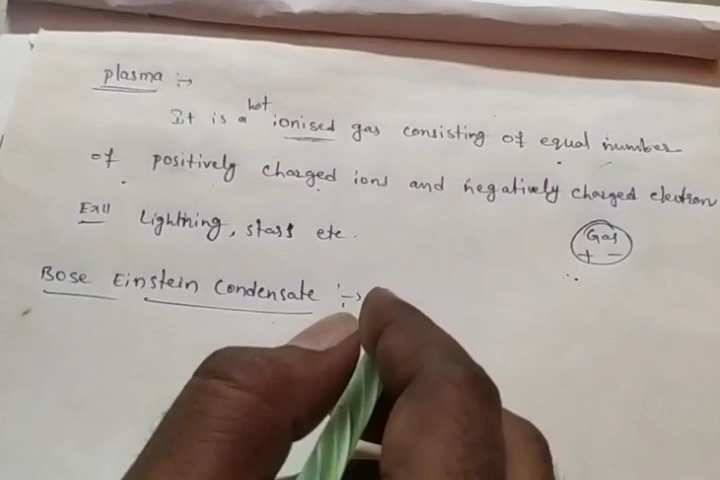 plasma :→
It is a hot ionised gas consisting of equal number
of positively charged ions and negatively charged electron
Ex:- Lightning, stars etc.
Gas
+ -
Bose Einstein Condensate :→